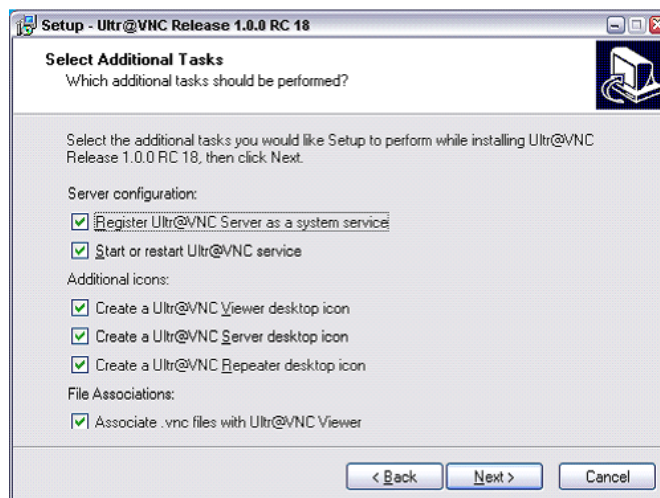 Setup - Ultr@VNC Release 1.0.0 RC 18
Select Additional Tasks
Which additional tasks should be performed?
Select the additional tasks you would like Setup to perform while installing Ultr@VNC
Release 1.0.0 RC 18, then click Next.
Server configuration:
Register Ultr@VNC Server as a system service
Start or restart Ultr@VNC service
Additional icons:
Create a Ultr@VNC Viewer desktop icon
Create a Ultr@VNC Server desktop icon
Create a Ultr@VNC Repeater desktop icon
File Associations:
Associate .vnc files with Ultr@VNC Viewer
< Back Next > Cancel